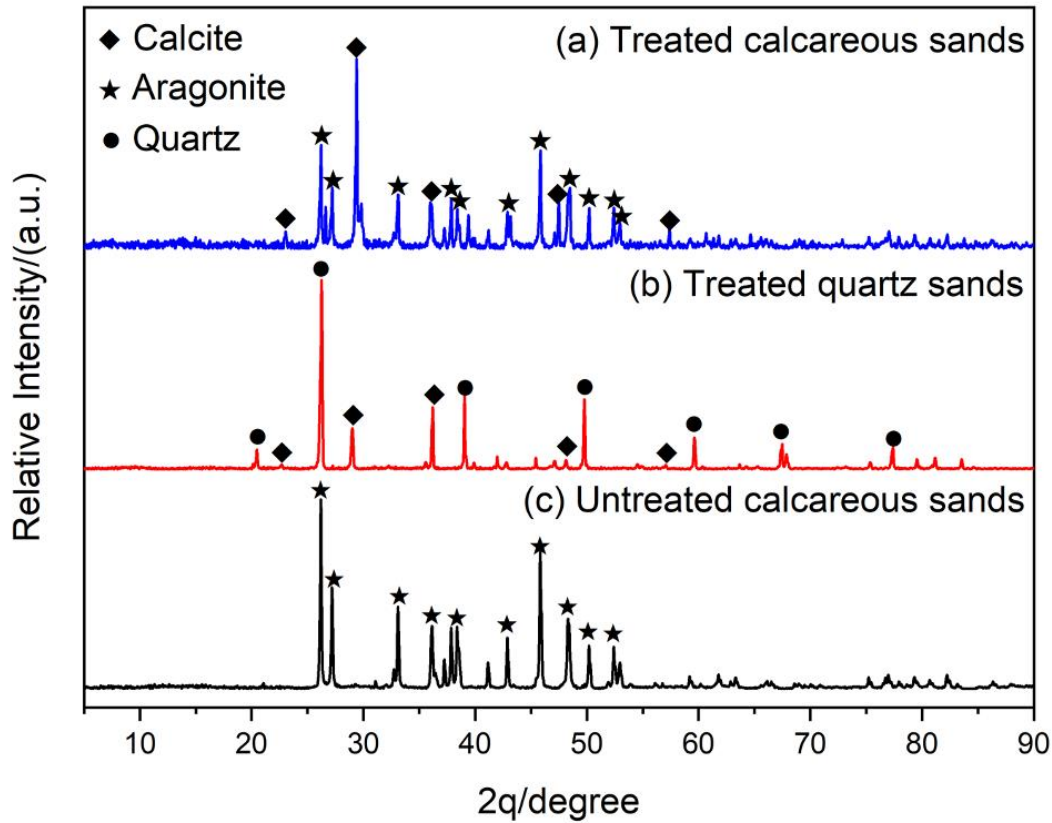 Calcite
Aragonite
Quartz
(a) Treated calcareous sands
(b) Treated quartz sands
(c) Untreated calcareous sands
Relative Intensity/(a.u.)
10 20 30 40 50 60 70 80 90
2q/degree